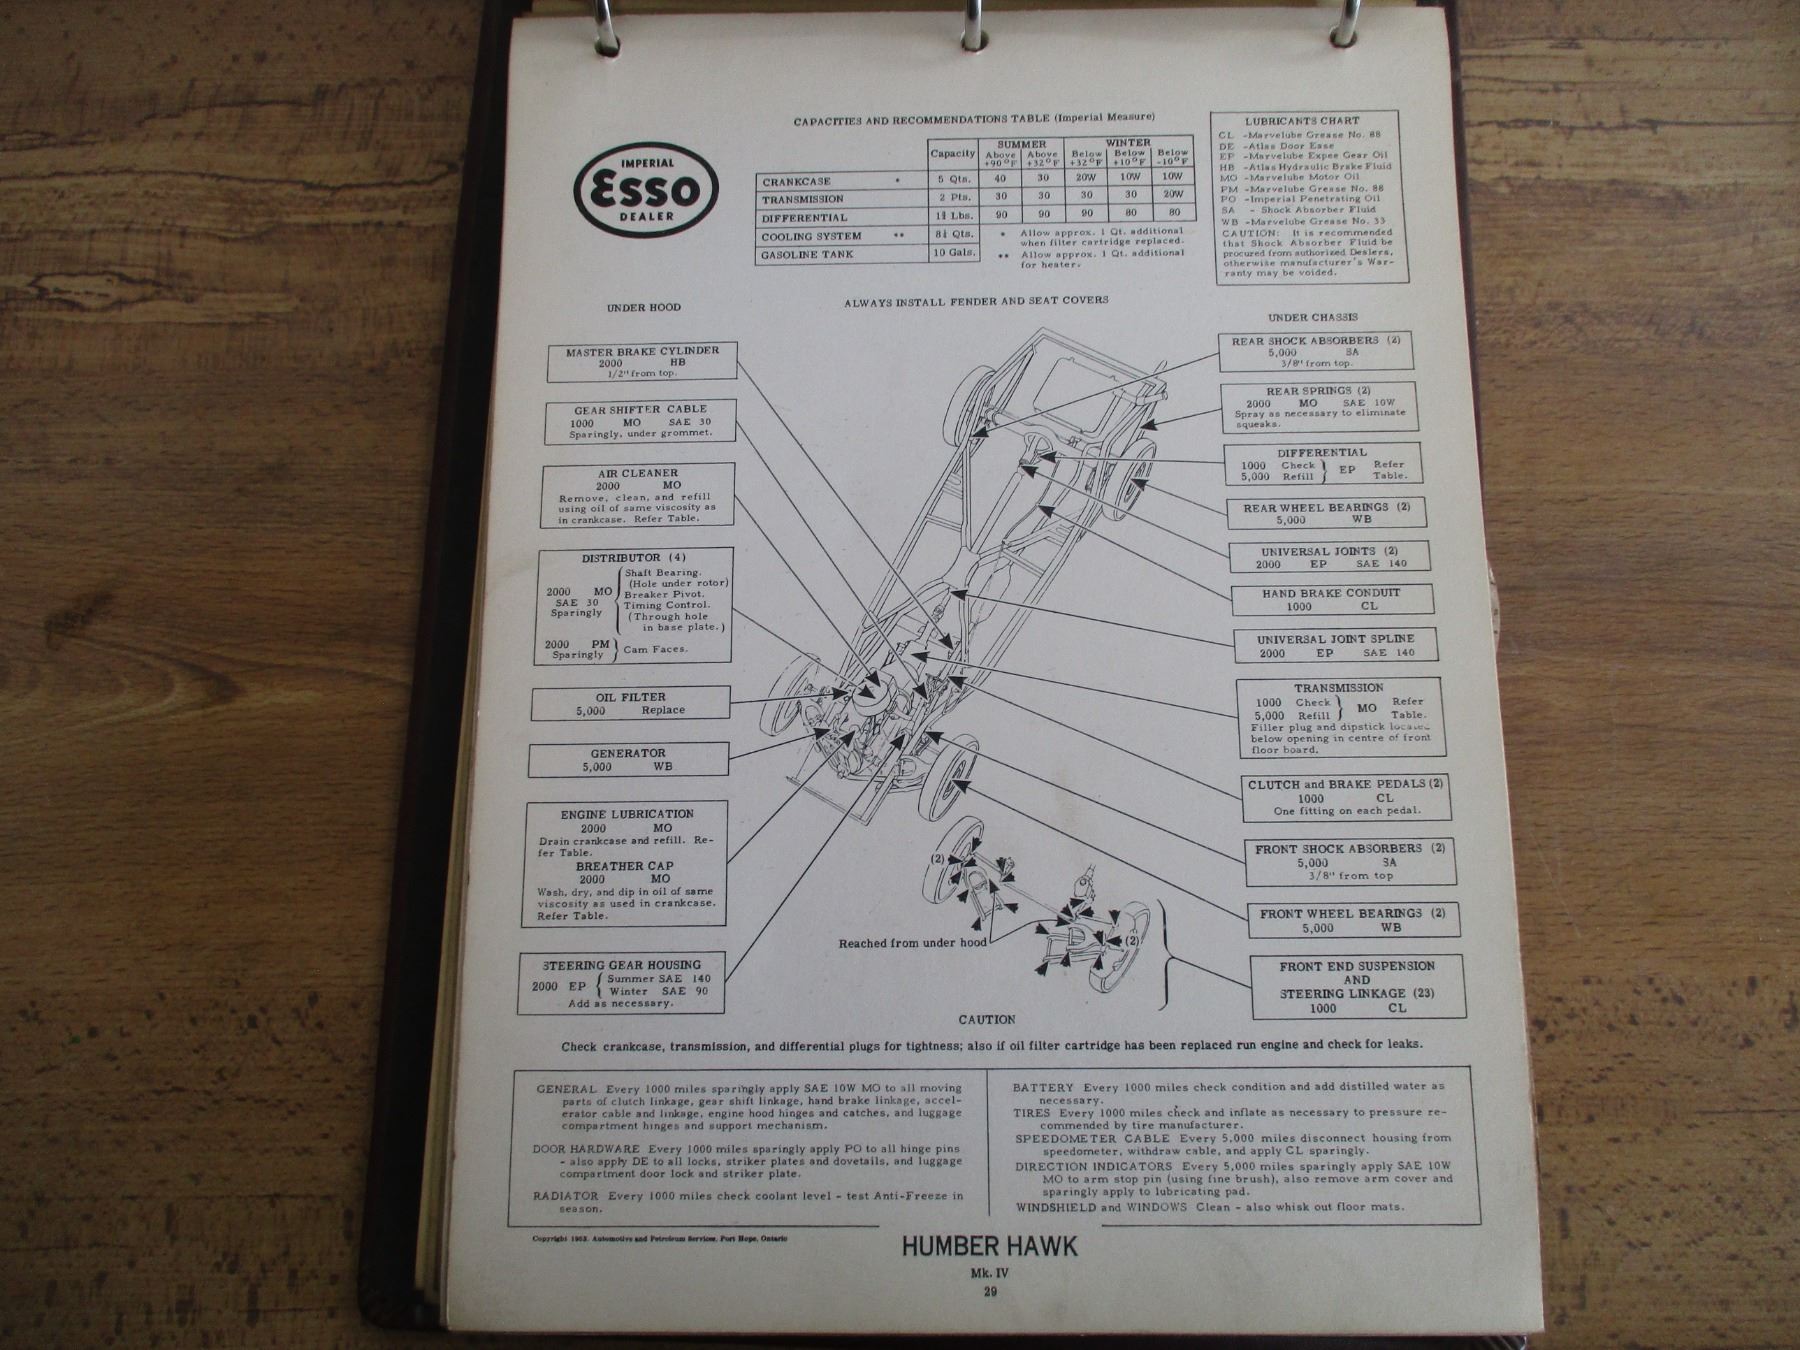 IMPERIAL
Esso
DEALER
CAPACITIES AND RECOMMENDATIONS TABLE (Imperial Measure)
Capacity SUMMER WINTER
Above +90°F Above +32°F Below +32°F Below +10°F Below -10°F
CRANKCASE * 5 Qts. 40 30 20W 10W 10W
TRANSMISSION 2 Pts. 30 30 30 30 20W
DIFFERENTIAL Lbs. 90 90 90 80 80
COOLING SYSTEM ** Qts.
GASOLINE TANK 10 Gals.
* Allow approx. 1 Qt. additional
when filter cartridge replaced.
** Allow approx. 1 Qt. additional
for heater.
LUBRICANTS CHART
CL -Marvelube Grease No. 88
DE -Atlas Door Ease
EP -Marvelube Expee Gear Oil
HB -Atlas Hydraulic Brake Fluid
MO -Marvelube Motor Oil
PM -Marvelube Grease No. 88
PO -Imperial Penetrating Oil
SA - Shock Absorber Fluid
WB -Marvelube Grease No. 33
CAUTION: It is recommended
that Shock Absorber Fluid be
procured from authorized Dealers,
otherwise manufacturer's War-
ranty may be voided.
UNDER HOOD
ALWAYS INSTALL FENDER AND SEAT COVERS
UNDER CHASSIS
MASTER BRAKE CYLINDER
2000 HB
1/2" from top.
GEAR SHIFTER CABLE
1000 MO SAE 30
Sparingly, under grommet.
AIR CLEANER
2000 MO
Remove, clean, and refill
using oil of same viscosity as
in crankcase. Refer Table.
DISTRIBUTOR (4)
2000 MO
SAE 30
Sparingly
Shaft Bearing.
(Hole under rotor)
Breaker Pivot.
Timing Control.
(Through hole
in base plate.)
2000 PM
Sparingly
Cam Faces.
OIL FILTER
5,000 Replace
GENERATOR
5,000 WB
ENGINE LUBRICATION
2000 MO
Drain crankcase and refill. Re-
fer Table.
BREATHER CAP
2000 MO
Wash, dry, and dip in oil of same
viscosity as used in crankcase.
Refer Table.
STEERING GEAR HOUSING
2000 EP
Summer SAE 140
Winter SAE 90
Add as necessary.
REAR SHOCK ABSORBERS (2)
5,000 SA
3/8" from top.
REAR SPRINGS (2)
2000 MO SAE 10W
Spray as necessary to eliminate
squeaks.
DIFFERENTIAL
1000 Check
5,000 Refill
EP
Refer
Table.
REAR WHEEL BEARINGS (2)
5,000 WB
UNIVERSAL JOINTS (2)
2000 EP SAE 140
HAND BRAKE CONDUIT
1000 CL
UNIVERSAL JOINT SPLINE
2000 EP SAE 140
TRANSMISSION
1000 Check
5,000 Refill
MO
Refer
Table.
Filler plug and dipstick located
below opening in centre of front
floor board.
CLUTCH and BRAKE PEDALS (2)
1000 CL
One fitting on each pedal.
FRONT SHOCK ABSORBERS (2)
5,000 SA
3/8" from top
FRONT WHEEL BEARINGS (2)
5,000 WB
FRONT END SUSPENSION
AND
STEERING LINKAGE (23)
1000 CL
(2)
(2)
Reached from under hood
CAUTION
Check crankcase, transmission, and differential plugs for tightness; also if oil filter cartridge has been replaced run engine and check for leaks.
GENERAL Every 1000 miles sparingly apply SAE 10W MO to all moving
parts of clutch linkage, gear shift linkage, hand brake linkage, accel-
erator cable and linkage, engine hood hinges and catches, and luggage
compartment hinges and support mechanism.
DOOR HARDWARE Every 1000 miles sparingly apply PO to all hinge pins
- also apply DE to all locks, striker plates and dovetails, and luggage
compartment door lock and striker plate.
RADIATOR Every 1000 miles check coolant level - test Anti-Freeze in
season.
BATTERY Every 1000 miles check condition and add distilled water as
necessary.
TIRES Every 1000 miles check and inflate as necessary to pressure re-
commended by tire manufacturer.
SPEEDOMETER CABLE Every 5,000 miles disconnect housing from
speedometer, withdraw cable, and apply CL sparingly.
DIRECTION INDICATORS Every 5,000 miles sparingly apply SAE 10W
MO to arm stop pin (using fine brush), also remove arm cover and
sparingly apply to lubricating pad.
WINDSHIELD and WINDOWS Clean - also whisk out floor mats.
Copyright 1953. Automotive and Petroleum Services, Port Hope, Ontario
HUMBER HAWK
Mk. IV
29